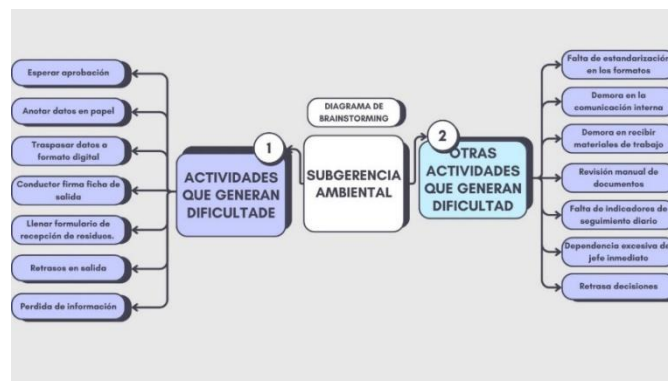 DIAGRAMA DE
BRAINSTORMING
SUBGERENCIA
AMBIENTAL
1
ACTIVIDADES
QUE GENERAN
DIFICULTADE
Esperar aprobación
Anotar datos en papel
Traspasar datos a
formato digital
Conductor firma ficha de
salida
Llenar formulario de
recepción de residuos.
Retrasos en salida
Perdida de información
2
OTRAS
ACTIVIDADES
QUE GENERAN
DIFICULTAD
Falta de estandarización
en los formatos
Demora en la
comunicación interna
Demora en recibir
materiales de trabajo
Revisión manual de
documentos
Falta de indicadores de
seguimiento diario
Dependencia excesiva de
jefe inmediato
Retrasa decisiones